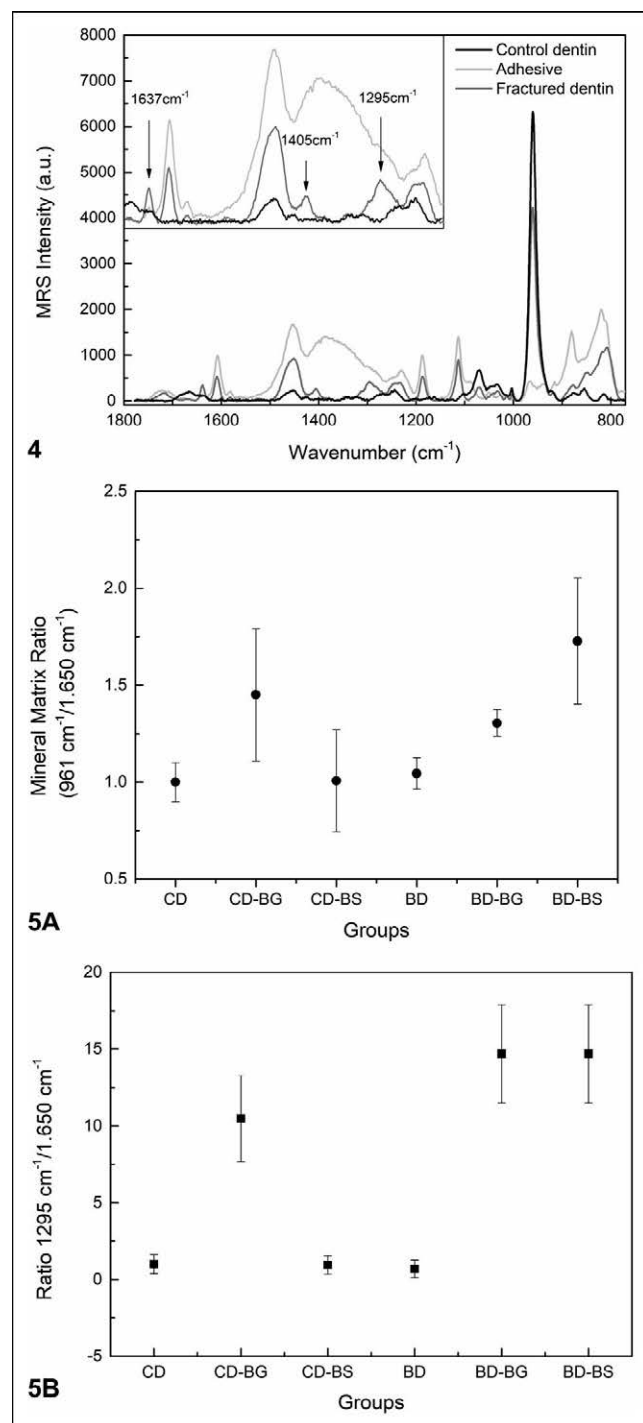 8000
7000
6000
5000
4000
3000
2000
1000
0
MRS Intensity (a.u.)
1637cm-1
1405cm-1
1295cm-1
Control dentin
Adhesive
Fractured dentin
1800 1600 1400 1200 1000 800
Wavenumber (cm-1)
4
2.5
2.0
1.5
1.0
0.5
Mineral Matrix Ratio
(961 cm-1/1.650 cm-1)
CD CD-BG CD-BS BD BD-BG BD-BS
Groups
5A
20
15
10
5
0
-5
Ratio 1295 cm-1/1.650 cm-1
CD CD-BG CD-BS BD BD-BG BD-BS
Groups
5B